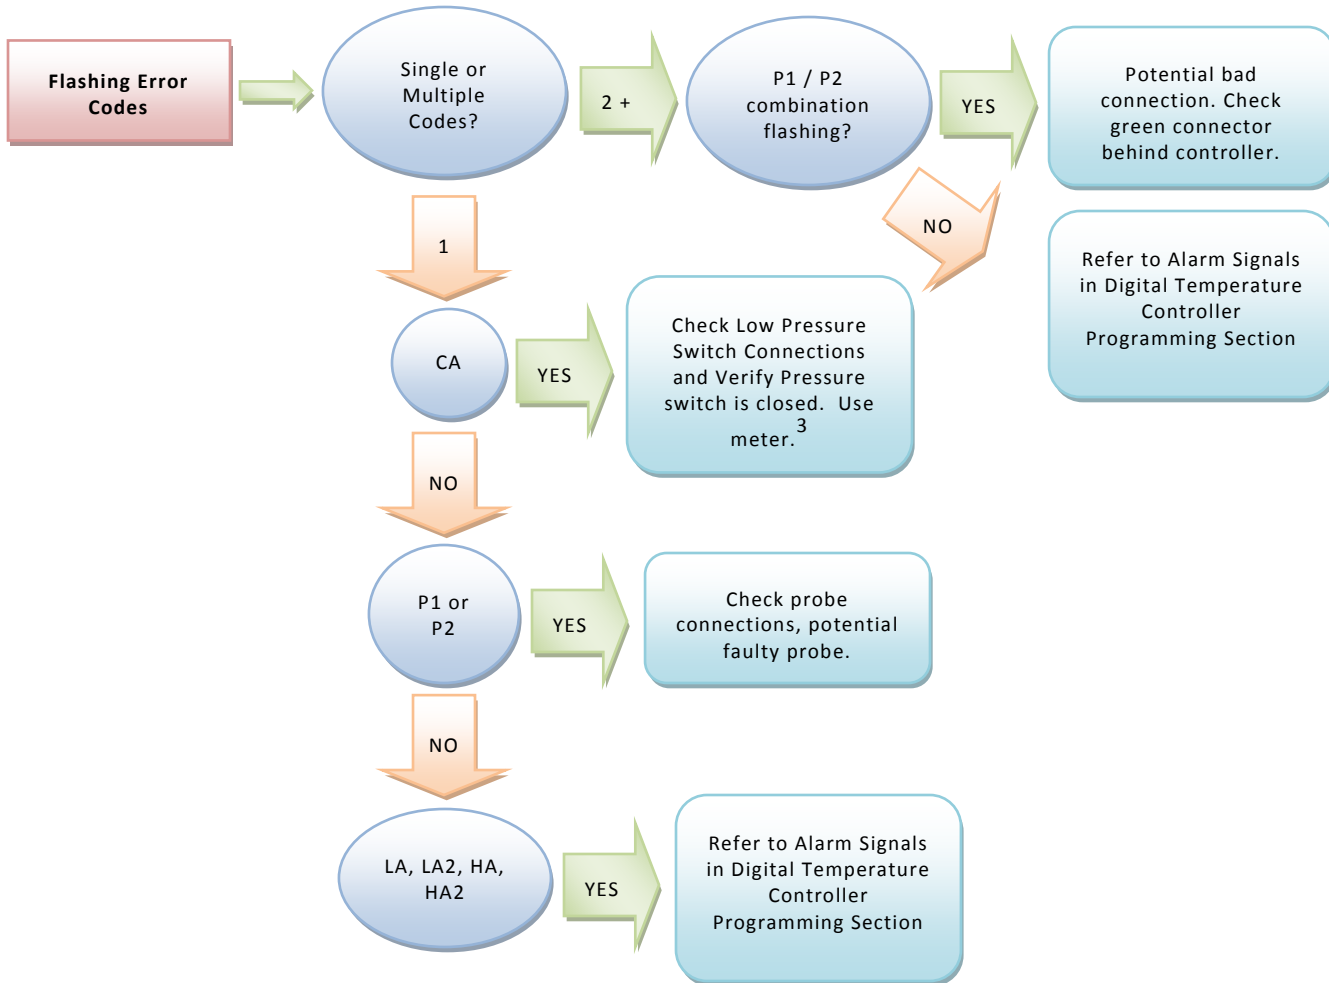 Flashing Error
Codes
Single or
Multiple
Codes?
2 +
P1 / P2
combination
flashing?
YES
Potential bad
connection. Check
green connector
behind controller.
NO
Refer to Alarm Signals
in Digital Temperature
Controller
Programming Section
1
CA
YES
Check Low Pressure
Switch Connections
and Verify Pressure
switch is closed. Use
meter.3
NO
P1 or
P2
YES
Check probe
connections, potential
faulty probe.
NO
LA, LA2, HA,
HA2
YES
Refer to Alarm Signals
in Digital Temperature
Controller
Programming Section